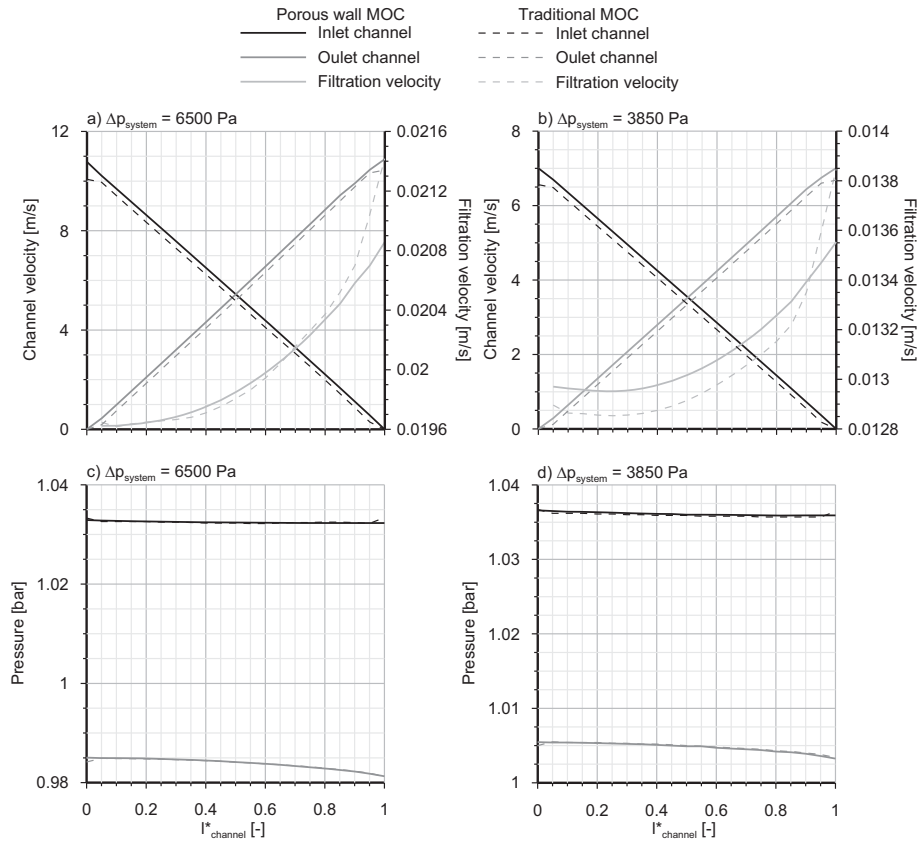 Porous wall MOC
Traditional MOC
Inlet channel
Inlet channel
Oulet channel
Oulet channel
Filtration velocity
Filtration velocity
a) Δp_system = 6500 Pa
12
8
4
0
Channel velocity [m/s]
0.0216
0.0212
0.0208
0.0204
0.02
0.0196
Filtration velocity [m/s]
b) Δp_system = 3850 Pa
8
6
4
2
0
Channel velocity [m/s]
0.014
0.0138
0.0136
0.0134
0.0132
0.013
0.0128
Filtration velocity [m/s]
c) Δp_system = 6500 Pa
1.04
1.02
1
0.98
Pressure [bar]
0 0.2 0.4 0.6 0.8 1
l*channel [-]
d) Δp_system = 3850 Pa
1.04
1.03
1.02
1.01
1
Pressure [bar]
0 0.2 0.4 0.6 0.8 1
l*channel [-]